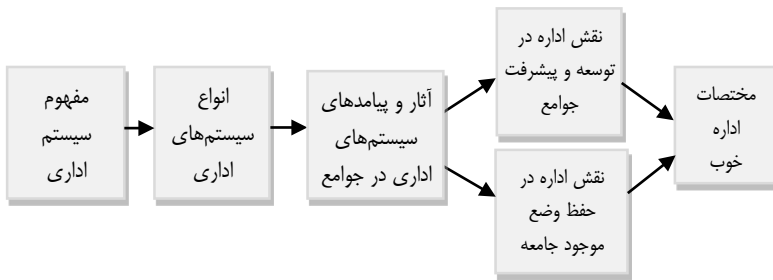 مفهوم
سیستم
اداری
انواع
سیستم‌های
اداری
آثار و پیامدهای
سیستم‌های
اداری در جوامع
نقش اداره در
توسعه و پیشرفت
جوامع
نقش اداره در
حفظ وضع
موجود جامعه
مختصات
اداره
خوب